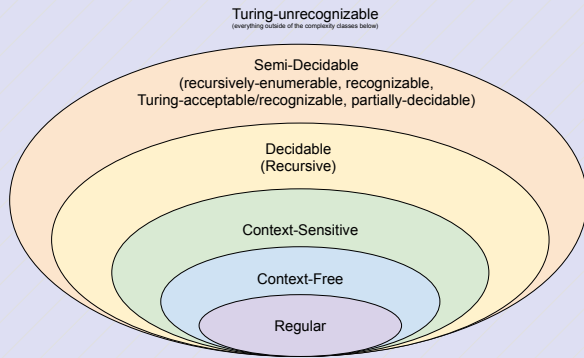 Turing-unrecognizable
(everything outside of the complexity classes below)
Semi-Decidable
(recursively-enumerable, recognizable,
Turing-acceptable/recognizable, partially-decidable)
Decidable
(Recursive)
Context-Sensitive
Context-Free
Regular